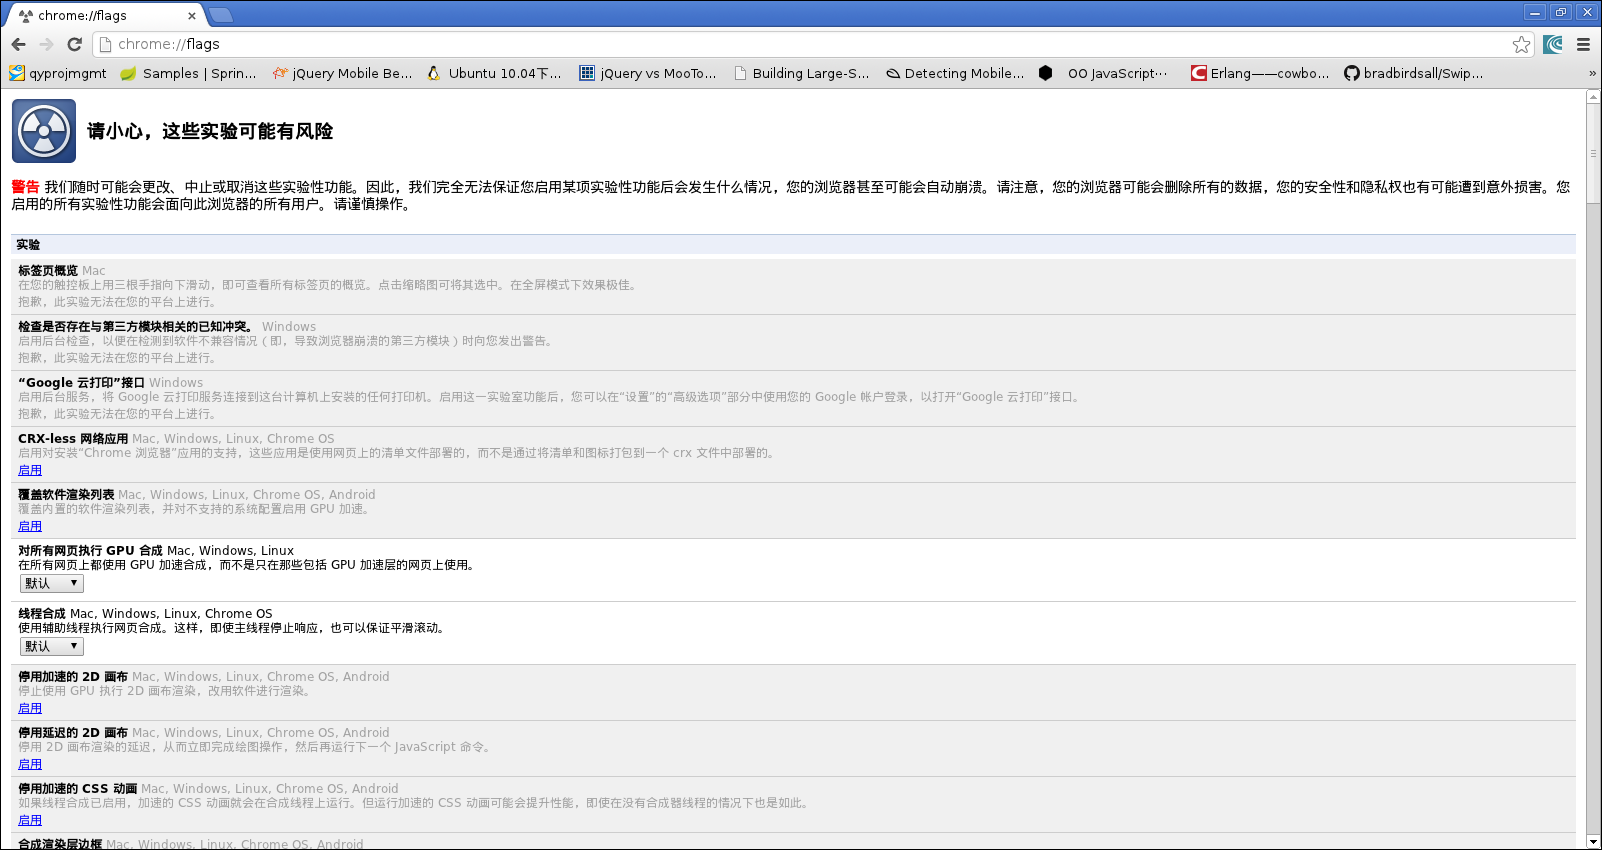 chrome://flags
chrome://flags
qyprojmgmt Samples | Sprin... jQuery Mobile Be... Ubuntu 10.04下... jQuery vs MooTo... Building Large-S... Detecting Mobile... OO JavaScript... Erlang——cowbo... bradbirdsall/Swip... »
请小心，这些实验可能有风险
警告 我们随时可能会更改、中止或取消这些实验性功能。因此，我们完全无法保证您启用某项实验性功能后会发生什么情况，您的浏览器甚至可能会自动崩溃。请注意，您的浏览器可能会删除所有的数据，您的安全性和隐私权也有可能遭到意外损害。您
启用的所有实验性功能会面向此浏览器的所有用户。请谨慎操作。
实验
标签页概览 Mac
在您的触控板上用三根手指向下滑动，即可查看所有标签页的概览。点击缩略图可将其选中。在全屏模式下效果极佳。
抱歉，此实验无法在您的平台上进行。
检查是否存在与第三方模块相关的已知冲突。 Windows
启用后台检查，以便在检测到软件不兼容情况（即，导致浏览器崩溃的第三方模块）时向您发出警告。
抱歉，此实验无法在您的平台上进行。
“Google 云打印”接口 Windows
启用后台服务，将 Google 云打印服务连接到这台计算机上安装的任何打印机。启用这一实验室功能后，您可以在“设置”的“高级选项”部分中使用您的 Google 帐户登录，以打开“Google 云打印”接口。
抱歉，此实验无法在您的平台上进行。
CRX-less 网络应用 Mac, Windows, Linux, Chrome OS
启用对安装“Chrome 浏览器”应用的支持，这些应用是使用网页上的清单文件部署的，而不是通过将清单和图标打包到一个 crx 文件中部署的。
启用
覆盖软件渲染列表 Mac, Windows, Linux, Chrome OS, Android
覆盖内置的软件渲染列表，并对不支持的系统配置启用 GPU 加速。
启用
对所有网页执行 GPU 合成 Mac, Windows, Linux
在所有网页上都使用 GPU 加速合成，而不是只在那些包括 GPU 加速层的网页上使用。
默认
线程合成 Mac, Windows, Linux, Chrome OS
使用辅助线程执行网页合成。这样，即使主线程停止响应，也可以保证平滑滚动。
默认
停用加速的 2D 画布 Mac, Windows, Linux, Chrome OS, Android
停止使用 GPU 执行 2D 画布渲染，改用软件进行渲染。
启用
停用延迟的 2D 画布 Mac, Windows, Linux, Chrome OS, Android
停用 2D 画布渲染的延迟，从而立即完成绘图操作，然后再运行下一个 JavaScript 命令。
启用
停用加速的 CSS 动画 Mac, Windows, Linux, Chrome OS, Android
如果线程合成已启用，加速的 CSS 动画就会在合成线程上运行。但运行加速的 CSS 动画可能会提升性能，即使在没有合成器线程的情况下也是如此。
启用
合成渲染层边框 Mac, Windows, Linux, Chrome OS, Android